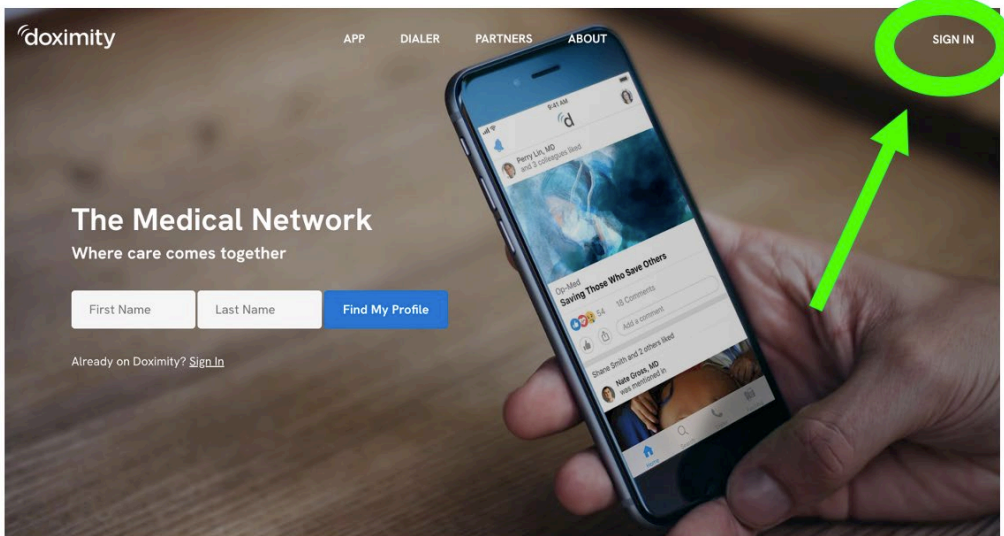 doximity
APP DIALER PARTNERS ABOUT
SIGN IN
The Medical Network
Where care comes together
First Name Last Name Find My Profile
Already on Doximity? Sign In
9:41 AM
d
Perry Lin, MD
and 3 colleagues liked
Op-Med
Saving Those Who Save Others
54 16 Comments
Add a comment
Shane Smith and 2 others liked
Nate Gross, MD
was mentioned in
Home